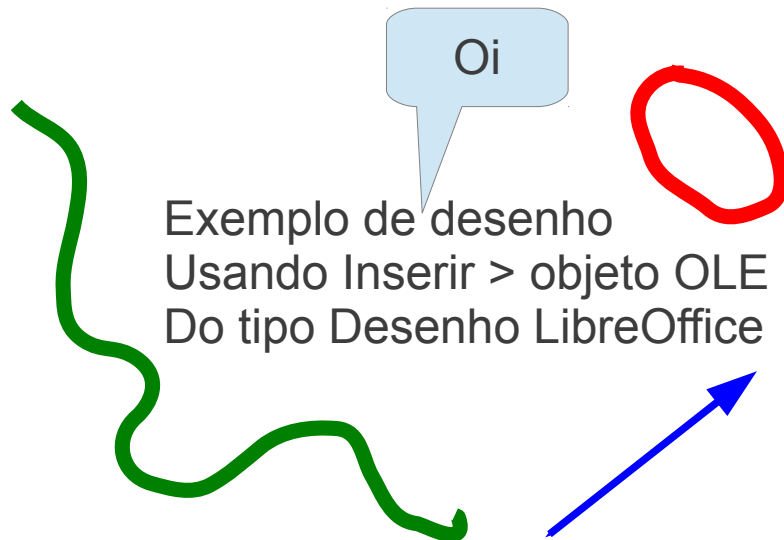 Oi
Exemplo de desenho
Usando Inserir > objeto OLE
Do tipo Desenho LibreOffice